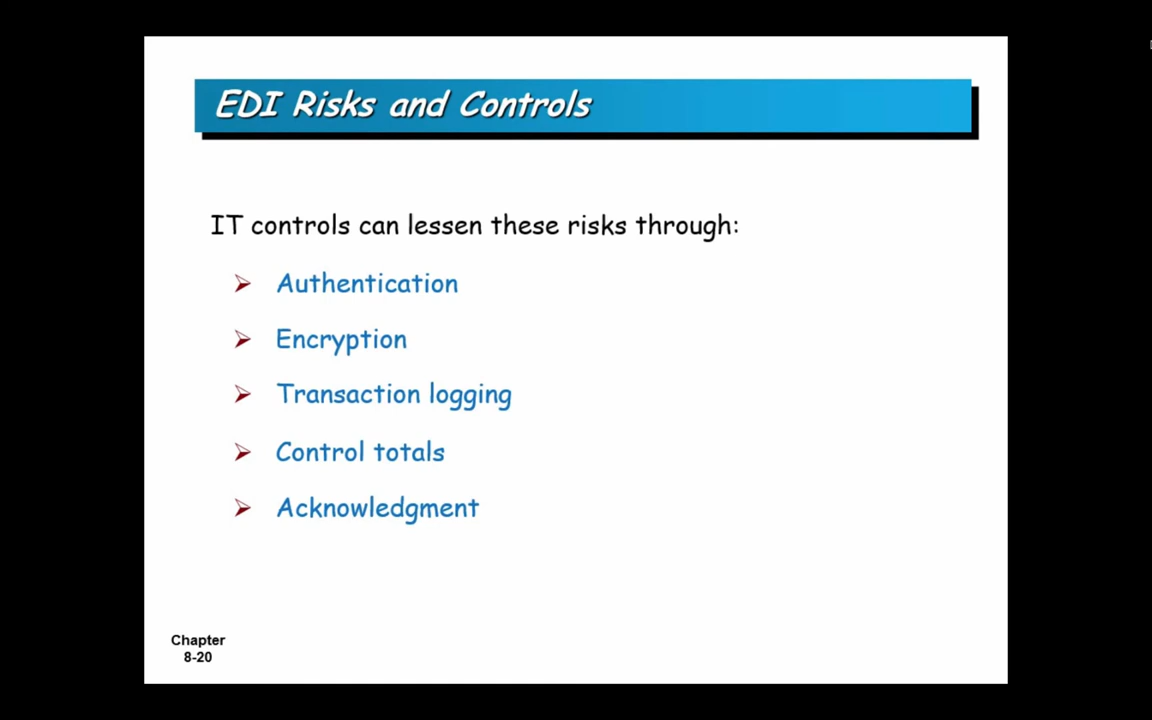 EDI Risks and Controls
IT controls can lessen these risks through:
Authentication
Encryption
Transaction logging
Control totals
Acknowledgment
Chapter
8-20